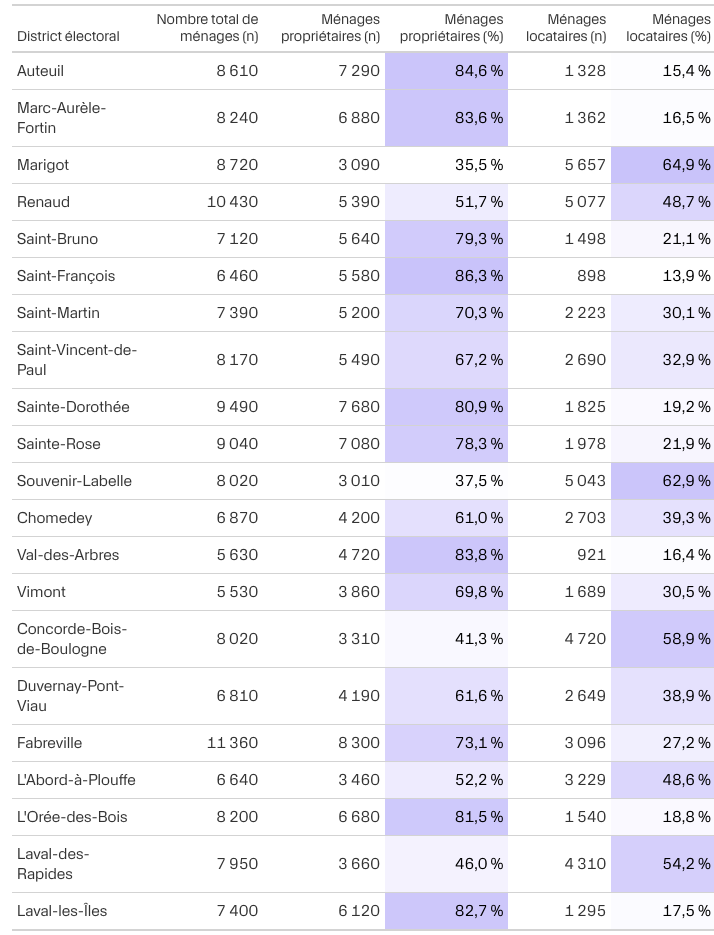 Nombre total de Ménages Ménages Ménages Ménages
District électoral ménages (n) propriétaires (n) propriétaires (%) locataires (n) locataires (%)
Auteuil 8 610 7 290 84,6 % 1 328 15,4 %
Marc-Aurèle-
Fortin 8 240 6 880 83,6 % 1 362 16,5 %
Marigot 8 720 3 090 35,5 % 5 657 64,9 %
Renaud 10 430 5 390 51,7 % 5 077 48,7 %
Saint-Bruno 7 120 5 640 79,3 % 1 498 21,1 %
Saint-François 6 460 5 580 86,3 % 898 13,9 %
Saint-Martin 7 390 5 200 70,3 % 2 223 30,1 %
Saint-Vincent-de-
Paul 8 170 5 490 67,2 % 2 690 32,9 %
Sainte-Dorothée 9 490 7 680 80,9 % 1 825 19,2 %
Sainte-Rose 9 040 7 080 78,3 % 1 978 21,9 %
Souvenir-Labelle 8 020 3 010 37,5 % 5 043 62,9 %
Chomedey 6 870 4 200 61,0 % 2 703 39,3 %
Val-des-Arbres 5 630 4 720 83,8 % 921 16,4 %
Vimont 5 530 3 860 69,8 % 1 689 30,5 %
Concorde-Bois-
de-Boulogne 8 020 3 310 41,3 % 4 720 58,9 %
Duvernay-Pont-
Viau 6 810 4 190 61,6 % 2 649 38,9 %
Fabreville 11 360 8 300 73,1 % 3 096 27,2 %
L'Abord-à-Plouffe 6 640 3 460 52,2 % 3 229 48,6 %
L'Orée-des-Bois 8 200 6 680 81,5 % 1 540 18,8 %
Laval-des-
Rapides 7 950 3 660 46,0 % 4 310 54,2 %
Laval-les-Îles 7 400 6 120 82,7 % 1 295 17,5 %